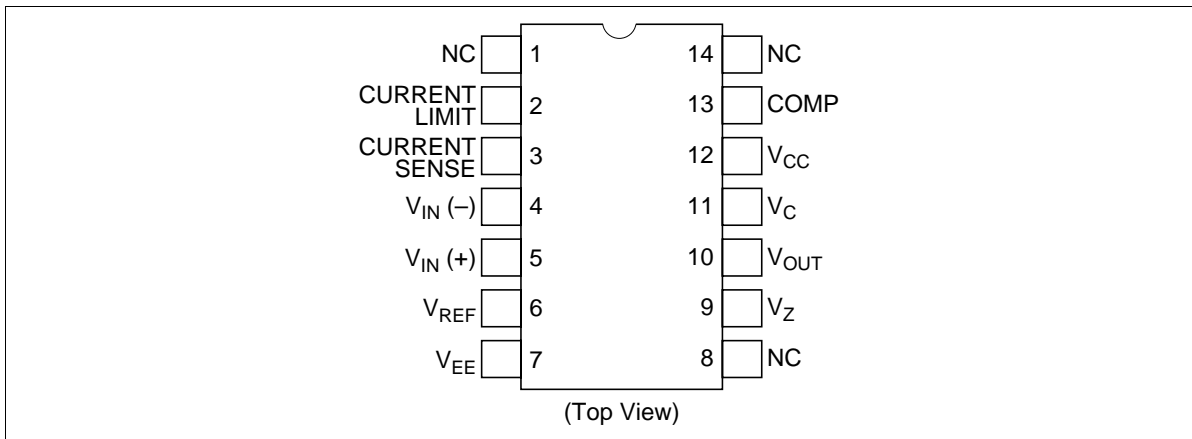 NC 1 14 NC
CURRENT LIMIT 2 13 COMP
CURRENT SENSE 3 12 VCC
VIN (–) 4 11 VC
VIN (+) 5 10 VOUT
VREF 6 9 VZ
VEE 7 8 NC
(Top View)